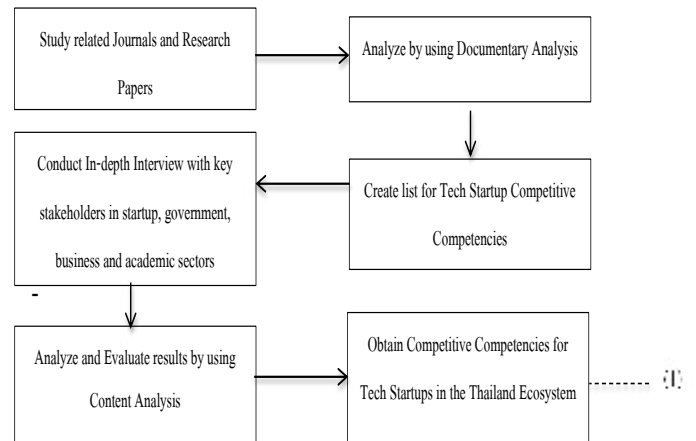 Study related Journals and Research
Papers
Analyze by using Documentary Analysis
Create list for Tech Startup Competitive
Competencies
Conduct In-depth Interview with key
stakeholders in startup, government,
business and academic sectors
Analyze and Evaluate results by using
Content Analysis
Obtain Competitive Competencies for
Tech Startups in the Thailand Ecosystem